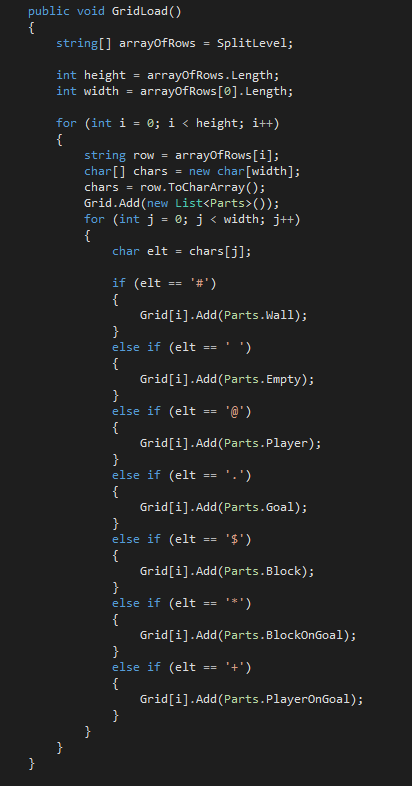 public void GridLoad()
{
string[] arrayOfRows = SplitLevel;
int height = arrayOfRows.Length;
int width = arrayOfRows[0].Length;
for (int i = 0; i < height; i++)
{
string row = arrayOfRows[i];
char[] chars = new char[width];
chars = row.ToCharArray();
Grid.Add(new List<Parts>());
for (int j = 0; j < width; j++)
{
char elt = chars[j];
if (elt == '#')
{
Grid[i].Add(Parts.Wall);
}
else if (elt == ' ')
{
Grid[i].Add(Parts.Empty);
}
else if (elt == '@')
{
Grid[i].Add(Parts.Player);
}
else if (elt == '.')
{
Grid[i].Add(Parts.Goal);
}
else if (elt == '$')
{
Grid[i].Add(Parts.Block);
}
else if (elt == '*')
{
Grid[i].Add(Parts.BlockOnGoal);
}
else if (elt == '+')
{
Grid[i].Add(Parts.PlayerOnGoal);
}
}
}
}